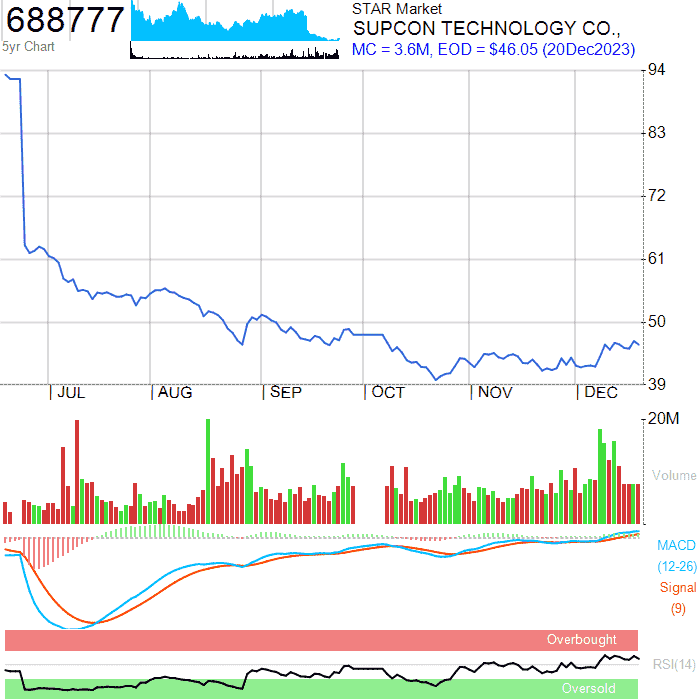 688777
5yr Chart
STAR Market
SUPCON TECHNOLOGY CO.,
MC = 3.6M, EOD = $46.05 (20Dec2023)
94
83
72
61
50
39
JUL
AUG
SEP
OCT
NOV
DEC
20M
Volume
MACD
(12-26)
Signal
(9)
Overbought
RSI(14)
Oversold